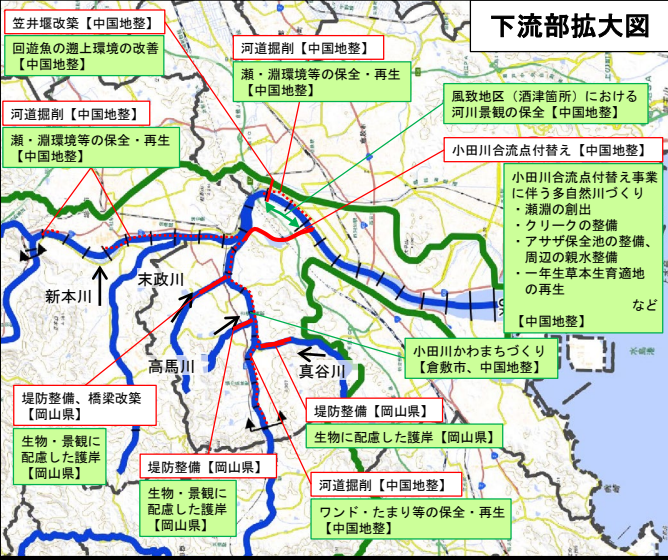 下流部拡大図
笠井堰改築【中国地整】
回遊魚の遡上環境の改善
【中国地整】
河道掘削【中国地整】
瀬・淵環境等の保全・再生
【中国地整】
風致地区（酒津箇所）における
河川景観の保全【中国地整】
河道掘削【中国地整】
瀬・淵環境等の保全・再生
【中国地整】
小田川合流点付替え【中国地整】
小田川合流点付替え事業
に伴う多自然川づくり
・瀬淵の創出
・クリークの整備
・アサザ保全池の整備、
周辺の親水整備
・一年生草本生育適地
の再生
など
【中国地整】
新本川
末政川
高馬川
真谷川
小田川かわまちづくり
【倉敷市、中国地整】
堤防整備、橋梁改築
【岡山県】
生物・景観に
配慮した護岸
【岡山県】
堤防整備【岡山県】
生物に配慮した護岸【岡山県】
堤防整備【岡山県】
生物・景観に
配慮した護岸
【岡山県】
河道掘削【中国地整】
ワンド・たまり等の保全・再生
【中国地整】